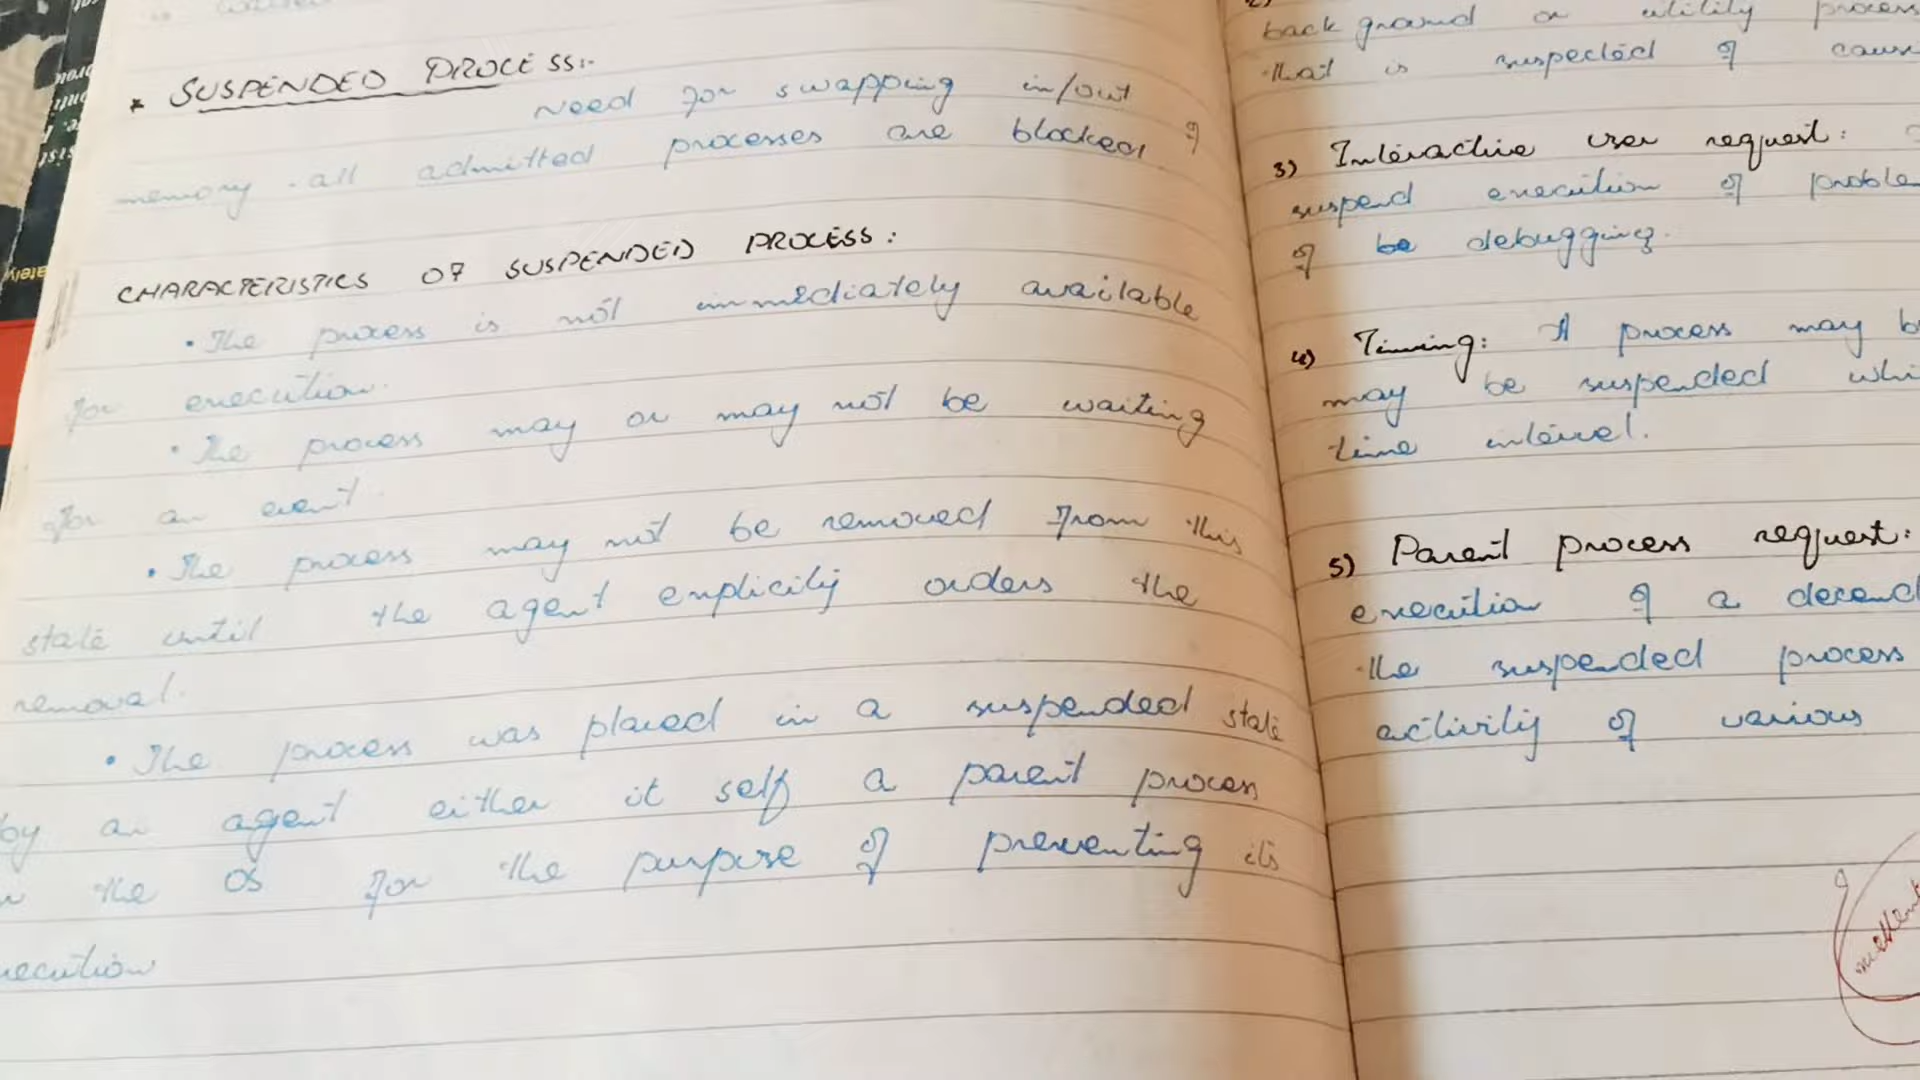 * SUSPENDED PROCESS:-
Need for swapping in/out of
memory - all admitted processes are blocked
CHARACTERISTICS OF SUSPENDED PROCESS:
• The process is not immediately available
for execution.
• The process may or may not be waiting
for an event.
• The process may not be removed from this
state until the agent explicitly orders the
removal.
• The process was placed in a suspended state
by an agent either it self a parent process
the OS for the purpose of preventing its
back ground or utility process
that is suspected of
3) Interactive user request:
suspend execution of
of be debugging.
4) Timing: A process may
may be suspended
time interval.
5) Parent process request:
execution of a
the suspended process
activity of various